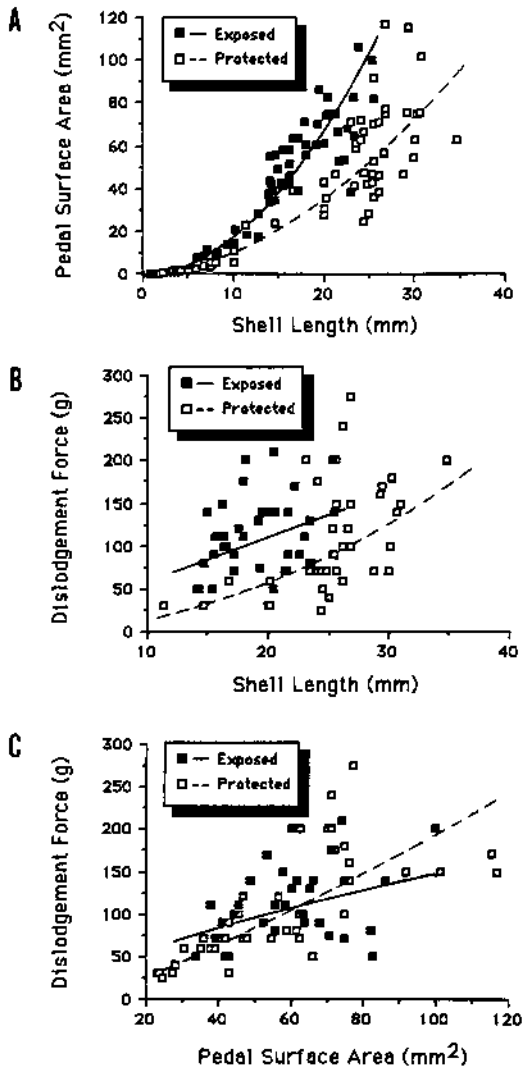 A
Pedal Surface Area (mm²)
120
100
80
60
40
20
0
Exposed
Protected
0
10
20
30
40
Shell Length (mm)
B
Dislodgement Force (g)
300
250
200
150
100
50
0
Exposed
Protected
10
20
30
40
Shell Length (mm)
C
Dislodgement Force (g)
300
250
200
150
100
50
0
Exposed
Protected
20
40
60
80
100
120
Pedal Surface Area (mm²)